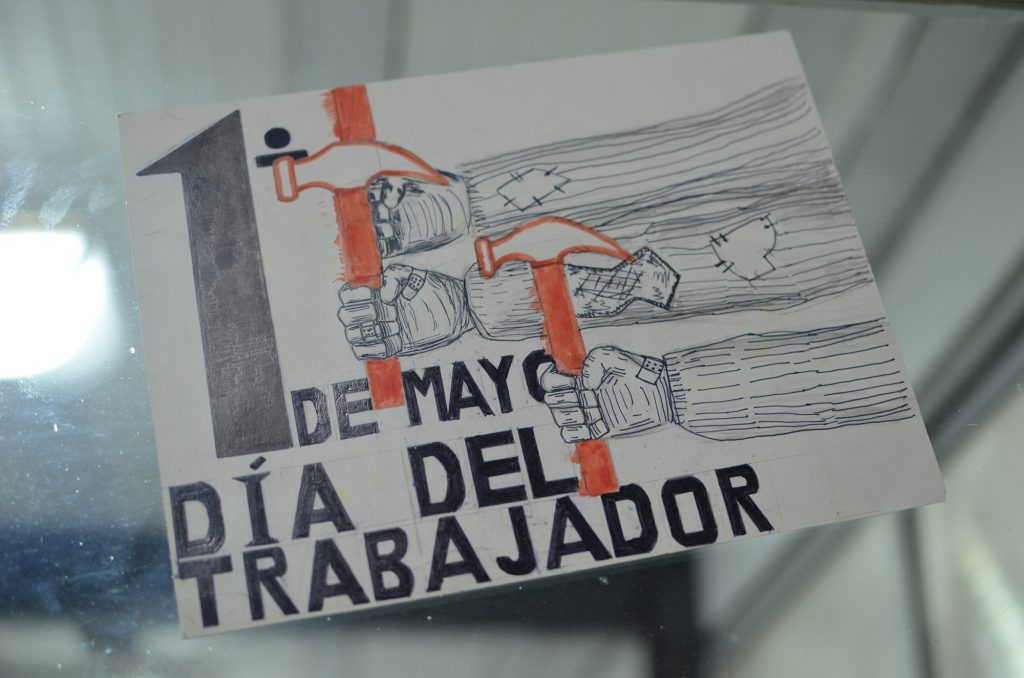 1º
DE MAYO
DÍA DEL
TRABAJADOR